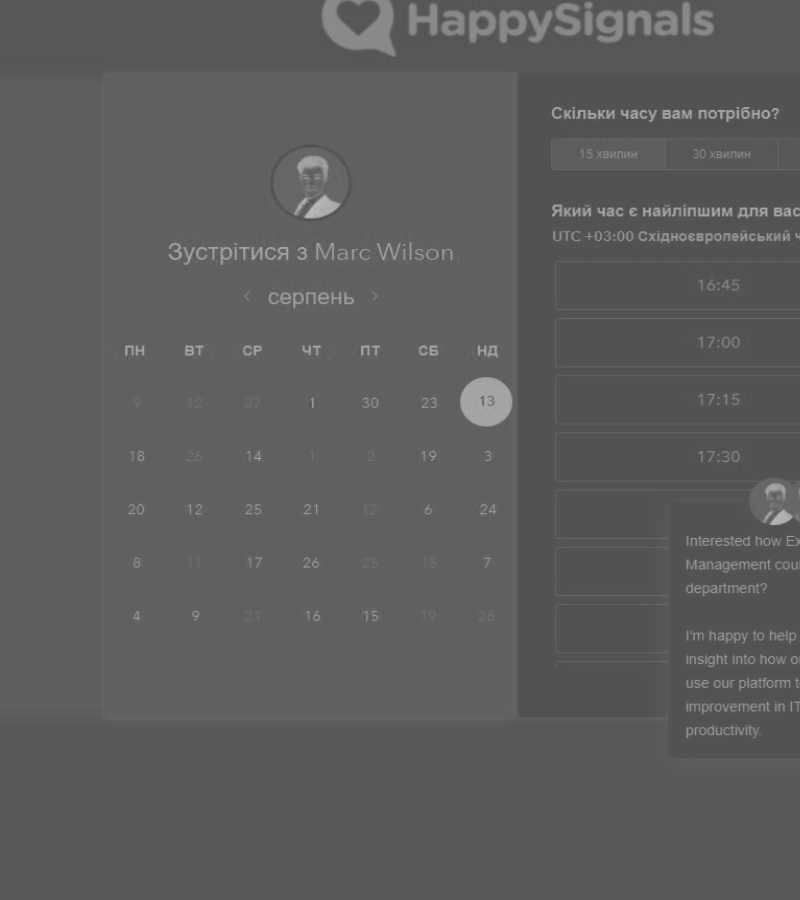 HappySignals
Зустрітися з Marc Wilson
серпень
ПН ВТ СР ЧТ ПТ СБ НД
9 12 27 1 30 23 13
18 26 14 1 2 19 3
20 12 25 21 12 6 24
8 11 17 26 25 15 7
4 9 21 16 15 19 26
Скільки часу вам потрібно?
15 хвилин 30 хвилин
Який час є найліпшим для вас
UTC +03:00 Східноєвропейський ч
16:45
17:00
17:15
17:30
Interested how Ex
Management coul
department?
I'm happy to help
insight into how ou
use our platform t
improvement in IT
productivity.